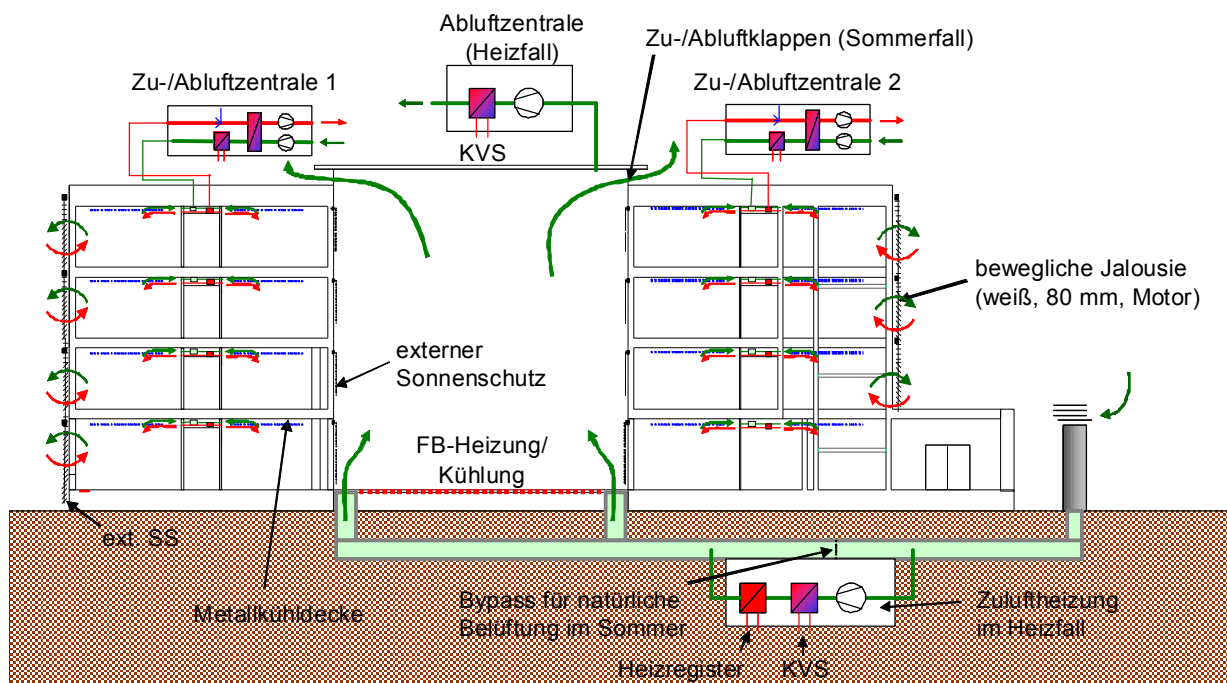 Abluftzentrale
(Heizfall)
Zu-/Abluftklappen (Sommerfall)
Zu-/Abluftzentrale 1
Zu-/Abluftzentrale 2
KVS
bewegliche Jalousie
(weiß, 80 mm, Motor)
externer
Sonnenschutz
FB-Heizung/
Kühlung
ext. SS
Metallkühldecke
Bypass für natürliche
Belüftung im Sommer
Zuluftheizung
im Heizfall
Heizregister
KVS